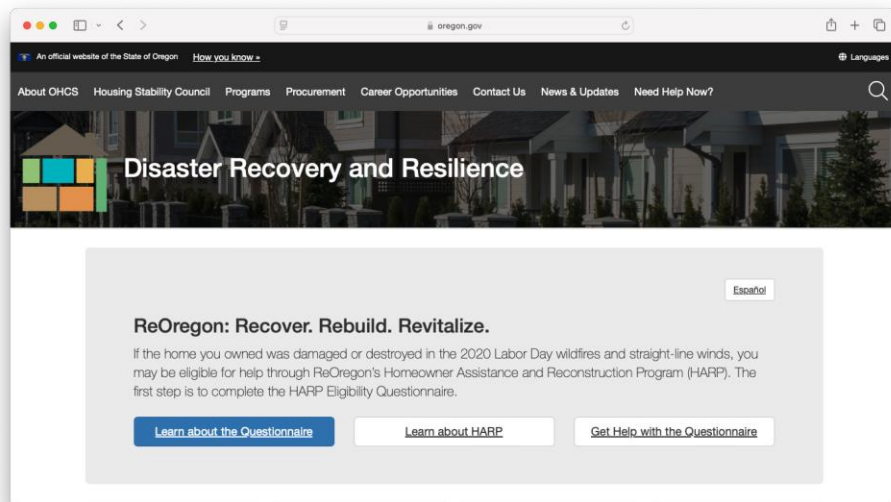 oregon.gov
An official website of the State of Oregon How you know »
Languages
About OHCS Housing Stability Council Programs Procurement Career Opportunities Contact Us News & Updates Need Help Now?
Disaster Recovery and Resilience
Español
ReOregon: Recover. Rebuild. Revitalize.
If the home you owned was damaged or destroyed in the 2020 Labor Day wildfires and straight-line winds, you
may be eligible for help through ReOregon's Homeowner Assistance and Reconstruction Program (HARP). The
first step is to complete the HARP Eligibility Questionnaire.
Learn about the Questionnaire Learn about HARP Get Help with the Questionnaire